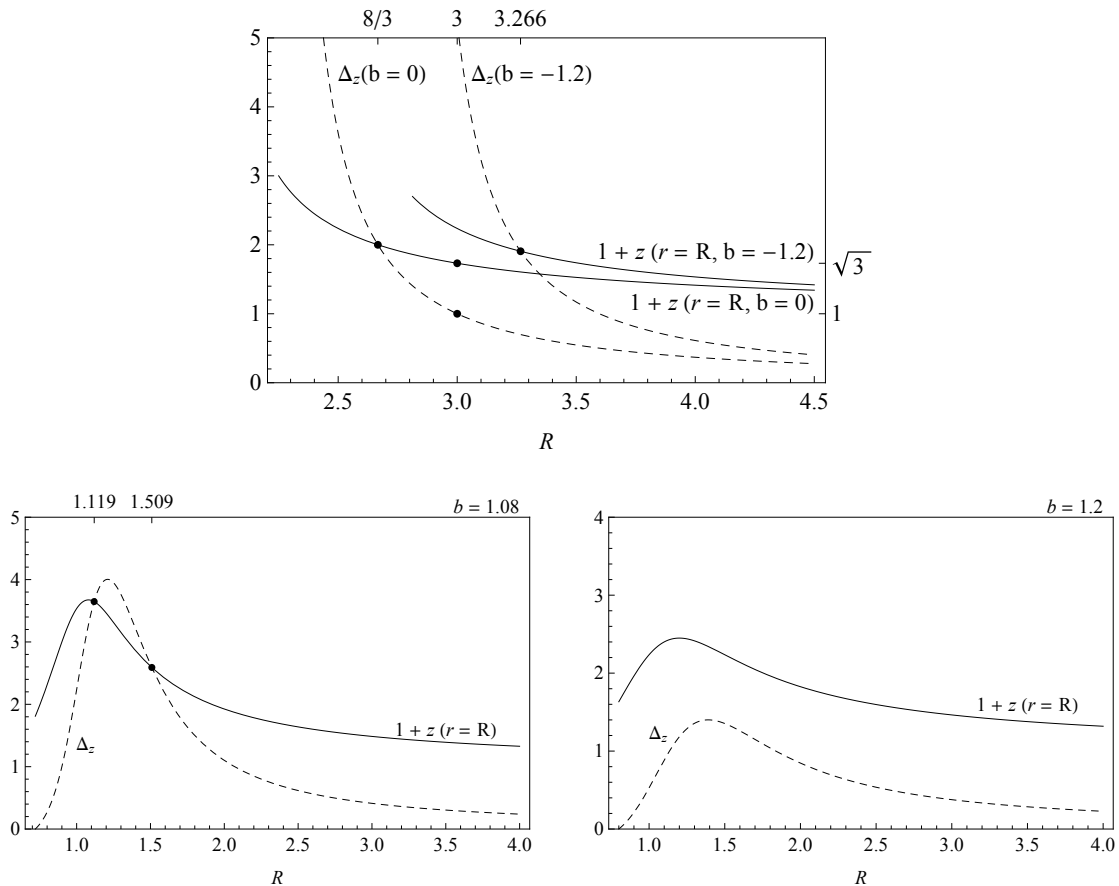 8/3 3 3.266
5
Δz(b = 0) Δz(b = −1.2)
4
3
2
1 + z (r = R, b = −1.2) √3
1 + z (r = R, b = 0) 1
1
0
2.5 3.0 3.5 4.0 4.5
R
1.119 1.509 b = 1.08
5
4
3
2
1 + z (r = R)
Δz
1
0
1.0 1.5 2.0 2.5 3.0 3.5 4.0
R
b = 1.2
4
3
2
1 + z (r = R)
Δz
1
0
1.0 1.5 2.0 2.5 3.0 3.5 4.0
R